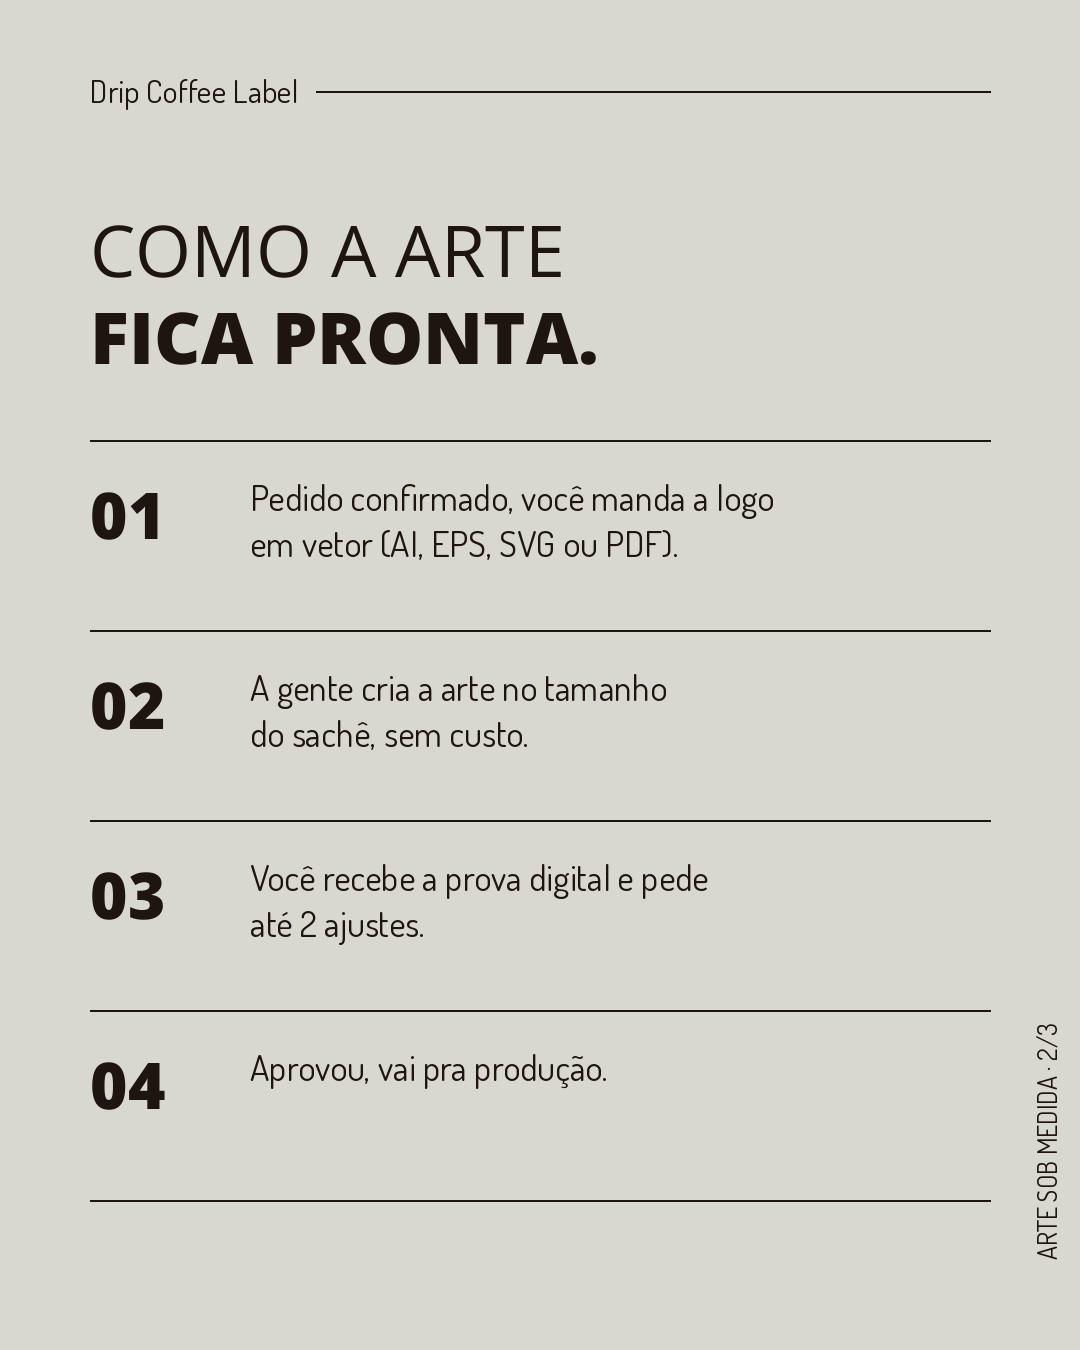 Drip Coffee Label
COMO A ARTE
FICA PRONTA.
01
Pedido confirmado, você manda a logo
em vetor (AI, EPS, SVG ou PDF).
02
A gente cria a arte no tamanho
do sachê, sem custo.
03
Você recebe a prova digital e pede
até 2 ajustes.
04
Aprovou, vai pra produção.
ARTE SOB MEDIDA · 2/3